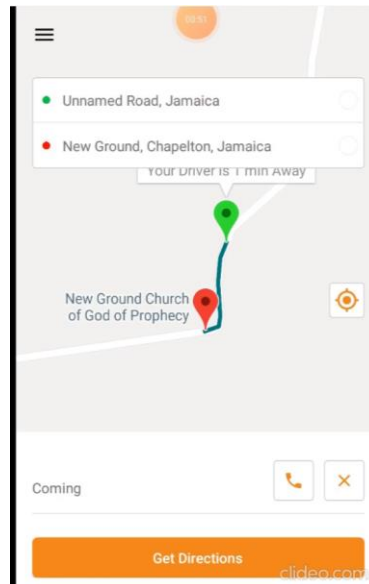 00:51
Unnamed Road, Jamaica
New Ground, Chapelton, Jamaica
Your Driver is 1 min Away
New Ground Church
of God of Prophecy
Coming
Get Directions
clideo.com